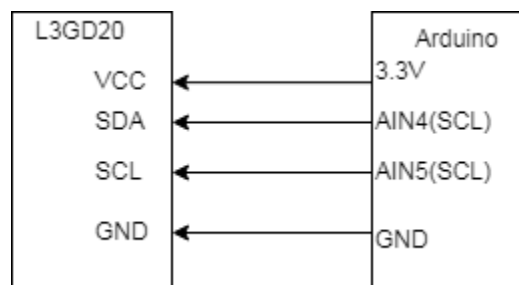 L3GD20
VCC
SDA
SCL
GND
Arduino
3.3V
AIN4(SCL)
AIN5(SCL)
GND